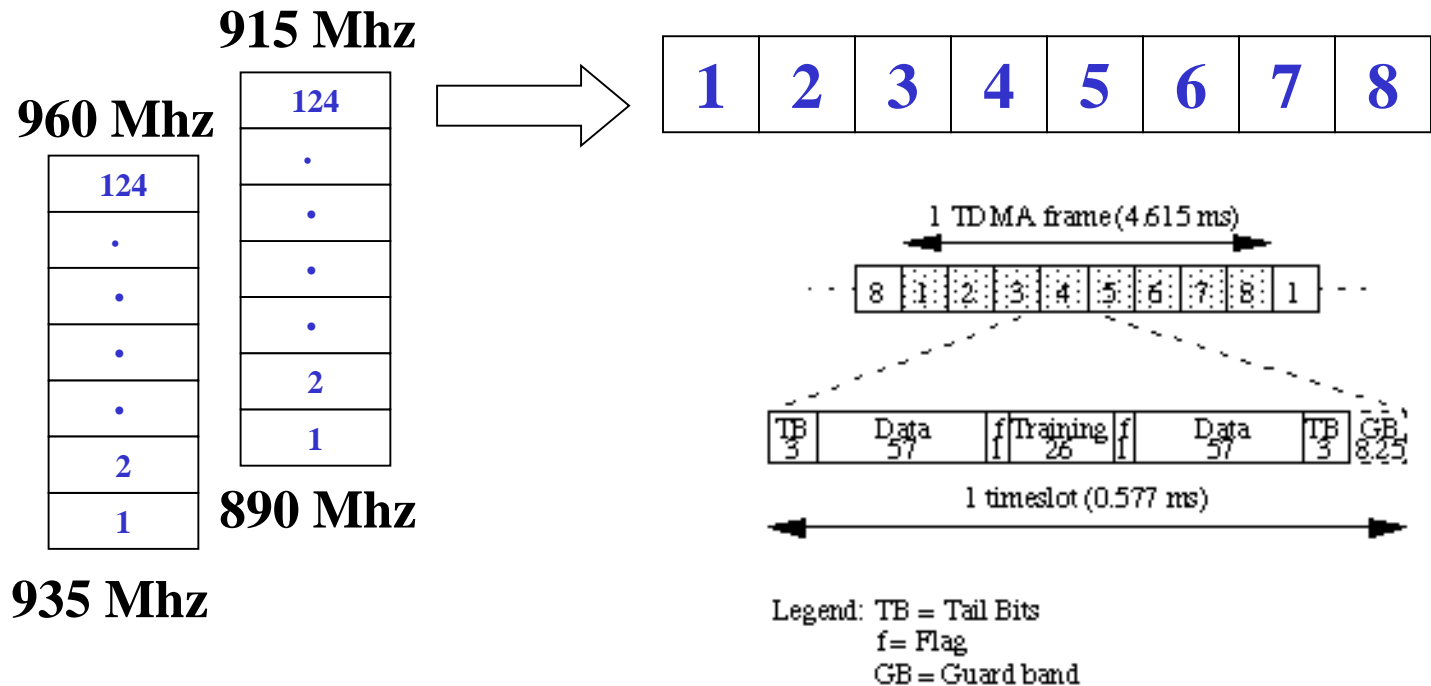 915 Mhz
124
.
.
.
.
2
1
890 Mhz
960 Mhz
124
.
.
.
.
2
1
935 Mhz
1 2 3 4 5 6 7 8
1 TDMA frame (4.615 ms)
8 1 2 3 4 5 6 7 8 1
TB Data f Training f Data TB GB
3 57 1 26 1 57 3 8.25
1 timeslot (0.577 ms)
Legend: TB = Tail Bits
f= Flag
GB = Guard band